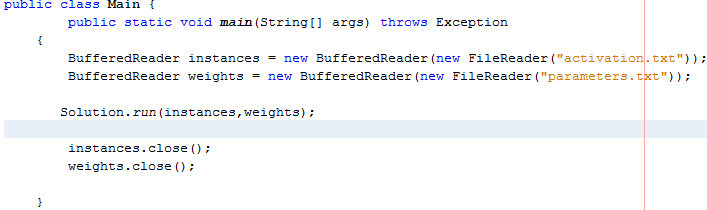 public class Main {
public static void main(String[] args) throws Exception
{
BufferedReader instances = new BufferedReader(new FileReader("activation.txt"));
BufferedReader weights = new BufferedReader(new FileReader("parameters.txt"));
Solution.run(instances,weights);
instances.close();
weights.close();
}